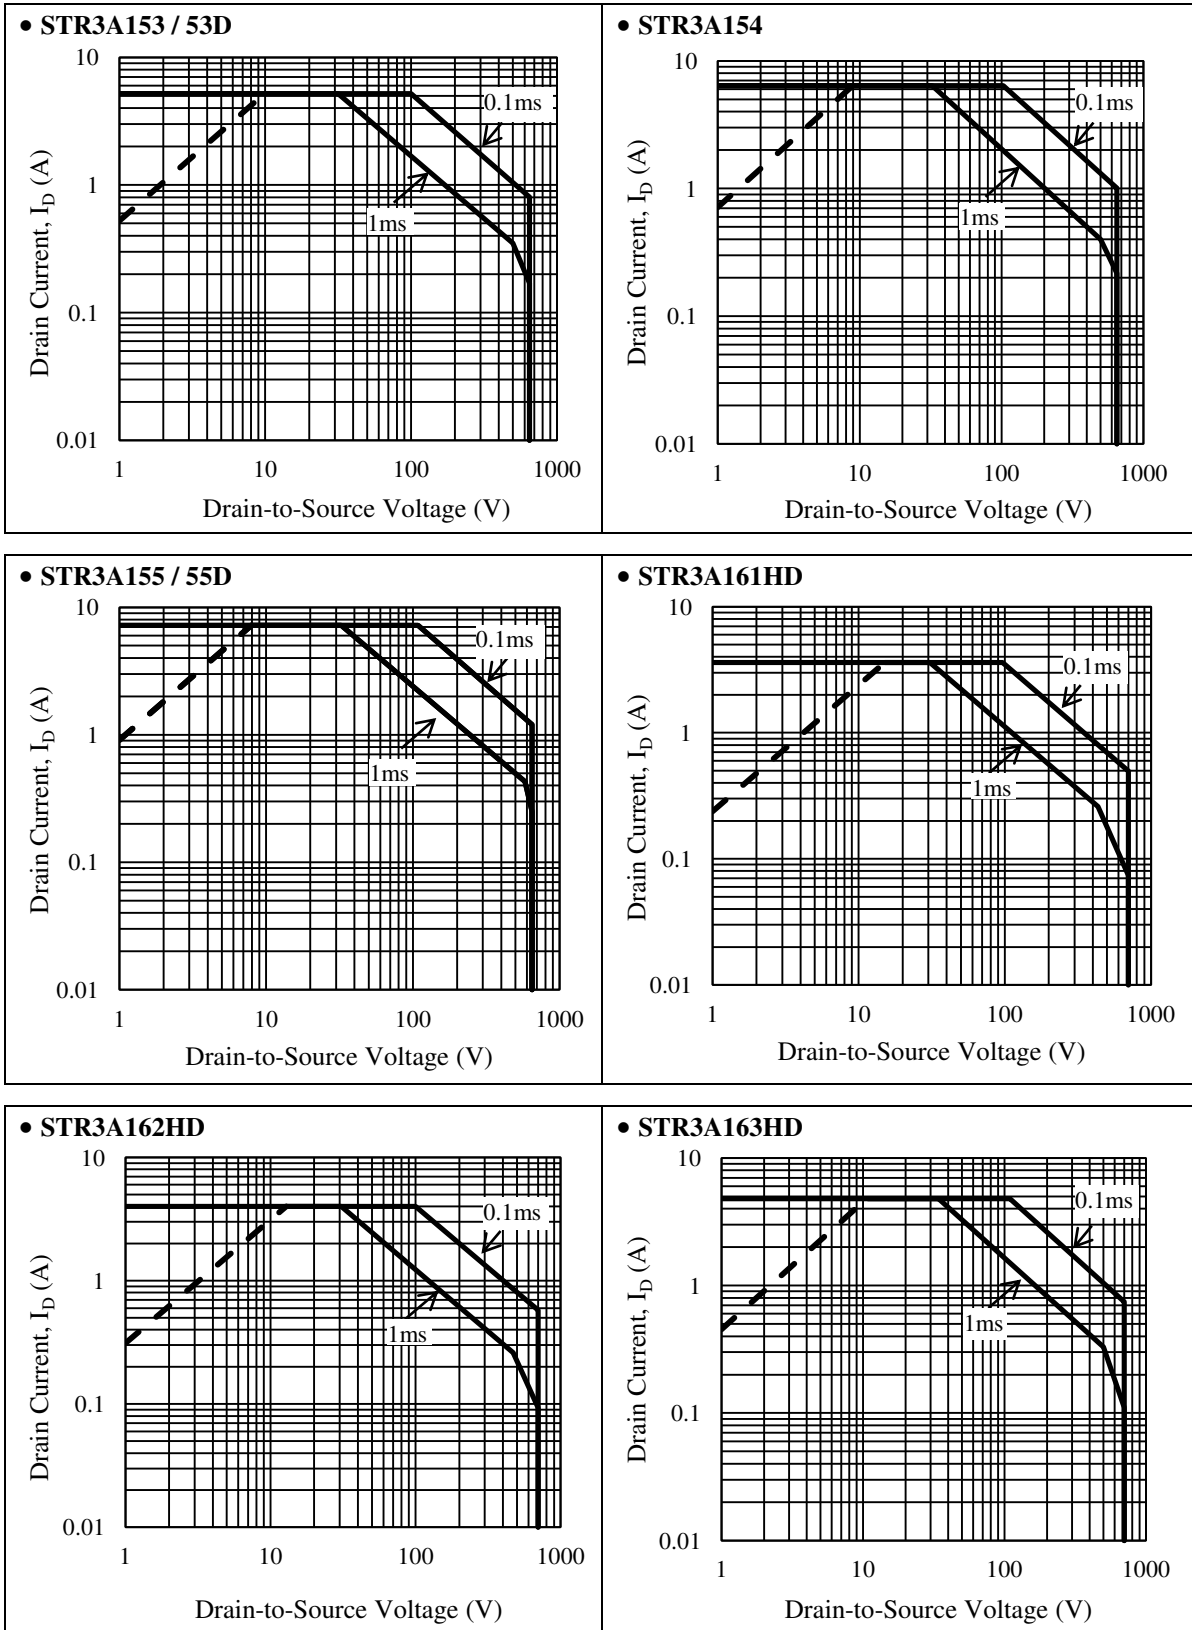 • STR3A153 / 53D
10
1
0.1
0.01
1 10 100 1000
Drain Current, I_D (A)
Drain-to-Source Voltage (V)
0.1ms
1ms
• STR3A154
10
1
0.1
0.01
1 10 100 1000
Drain Current, I_D (A)
Drain-to-Source Voltage (V)
0.1ms
1ms
• STR3A155 / 55D
10
1
0.1
0.01
1 10 100 1000
Drain Current, I_D (A)
Drain-to-Source Voltage (V)
0.1ms
1ms
• STR3A161HD
10
1
0.1
0.01
1 10 100 1000
Drain Current, I_D (A)
Drain-to-Source Voltage (V)
0.1ms
1ms
• STR3A162HD
10
1
0.1
0.01
1 10 100 1000
Drain Current, I_D (A)
Drain-to-Source Voltage (V)
0.1ms
1ms
• STR3A163HD
10
1
0.1
0.01
1 10 100 1000
Drain Current, I_D (A)
Drain-to-Source Voltage (V)
0.1ms
1ms